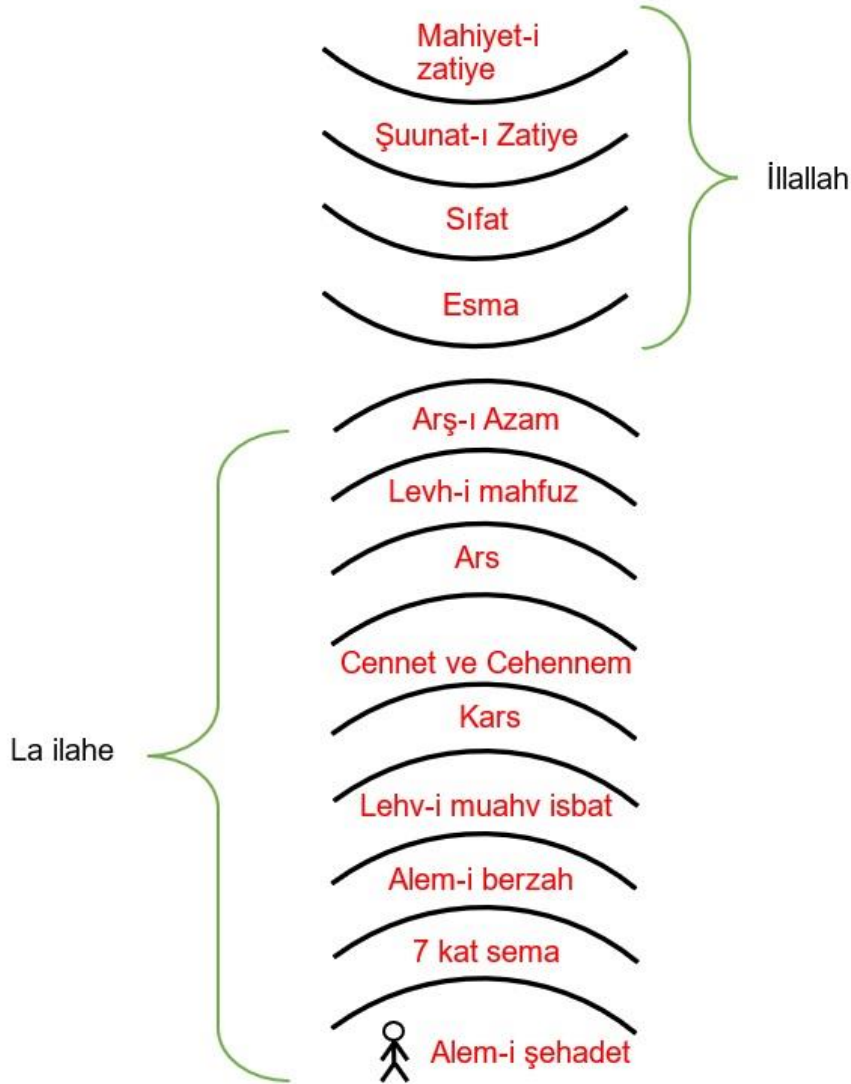 Mahiyet-i
zatiye
Şuunat-ı Zatiye
İllallah
Sıfat
Esma
Arş-ı Azam
Levh-i mahfuz
Ars
Cennet ve Cehennem
Kars
La ilahe
Lehv-i muahv isbat
Alem-i berzah
7 kat sema
Alem-i şehadet